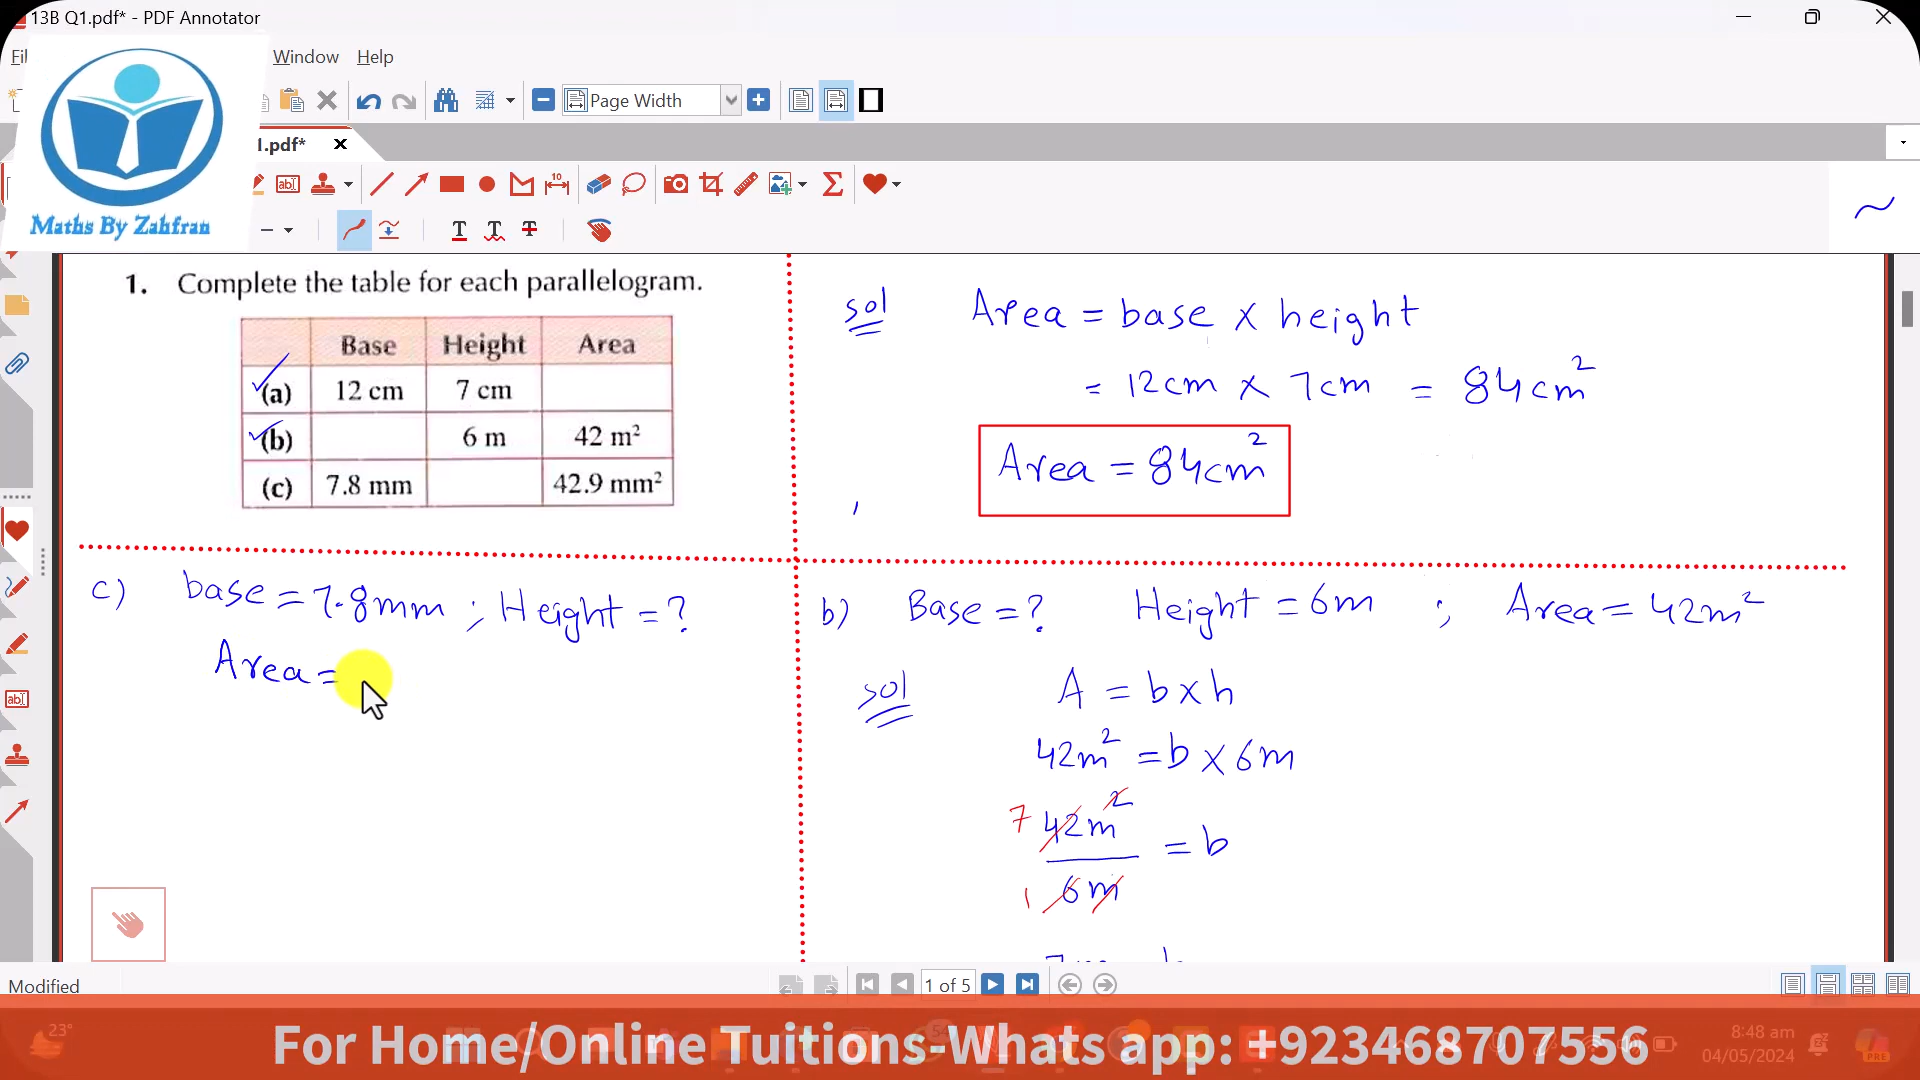 13B Q1.pdf* - PDF Annotator
Window Help
Page Width
1.pdf*
Maths By Zahfran
1. Complete the table for each parallelogram.
Base Height Area
(a) 12 cm 7 cm
(b) 6 m 42 m²
(c) 7.8 mm 42.9 mm²
sol Area = base × height
= 12cm × 7cm = 84cm²
Area = 84cm²
c) base = 7.8mm ; Height = ?
Area =
b) Base = ? Height = 6m ; Area = 42m²
sol A = b×h
42m² = b × 6m
7 42m² = b
1 6m
Modified
1 of 5
For Home/Online Tuitions-Whats app: +923468707556
23°
8:48 am
04/05/2024